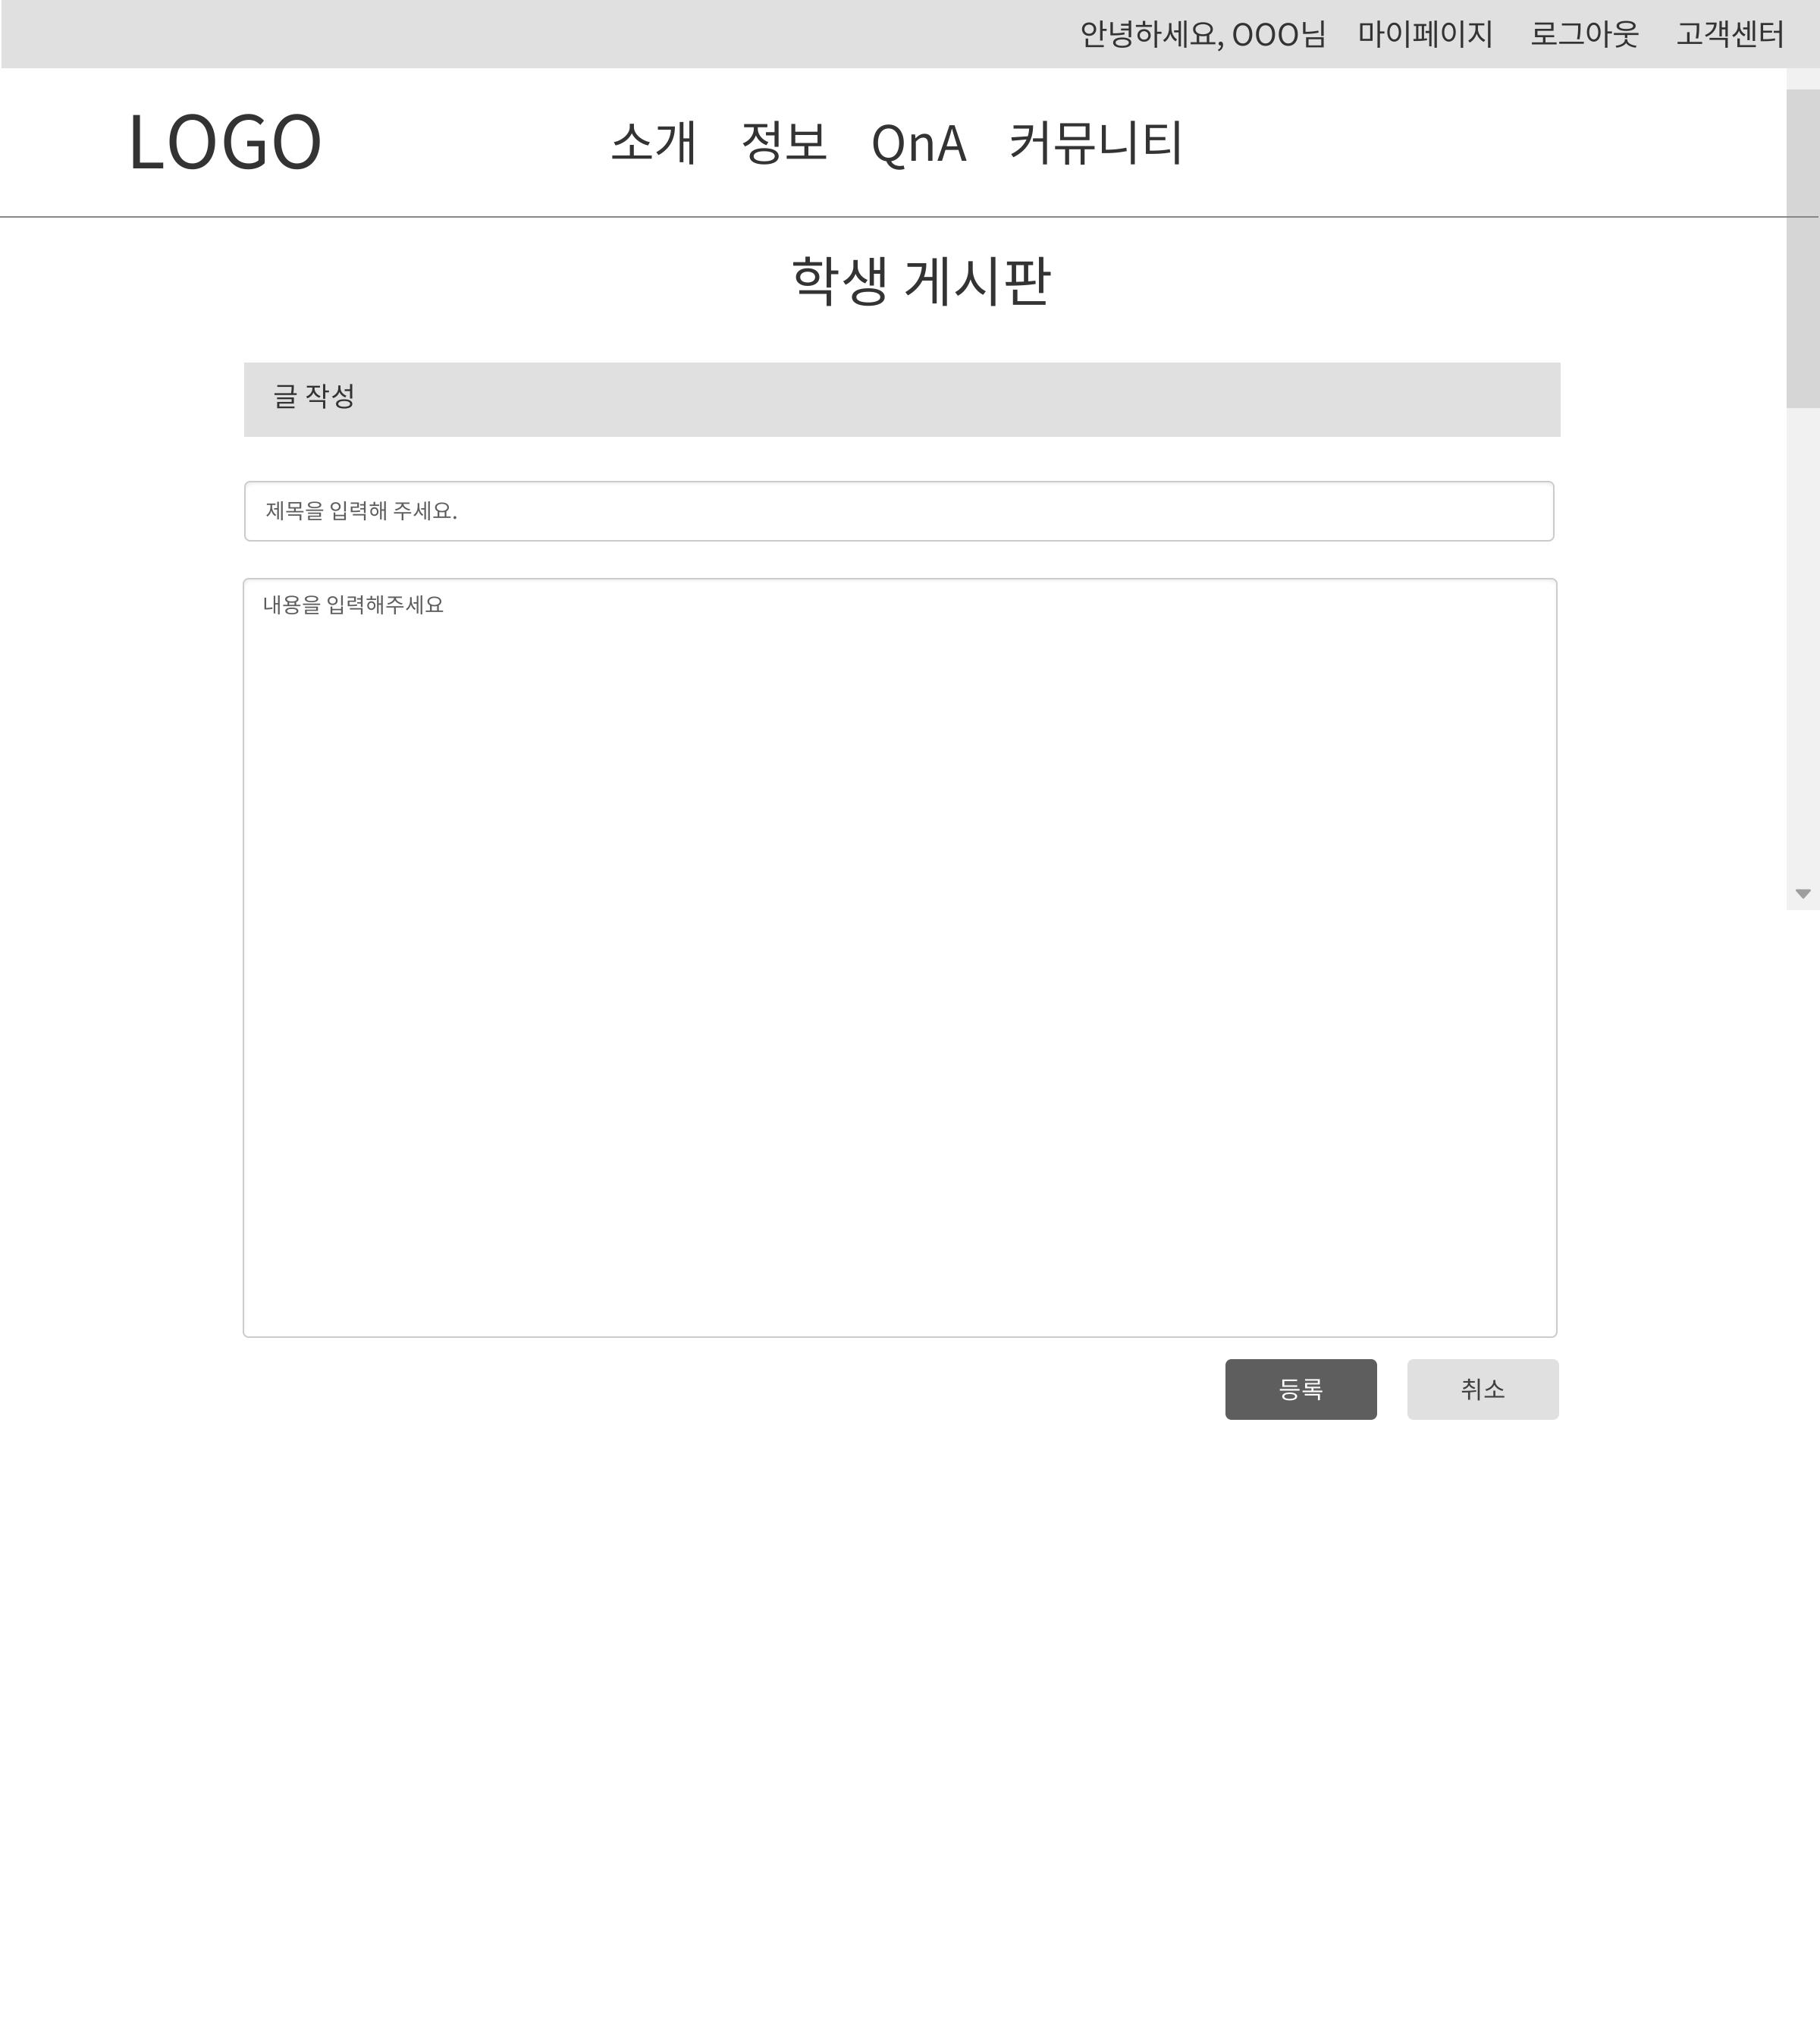 안녕하세요, OOO님 마이페이지 로그아웃 고객센터
LOGO 소개 정보 QnA 커뮤니티
학생 게시판
글 작성
제목을 입력해 주세요.
내용을 입력해주세요
등록 취소